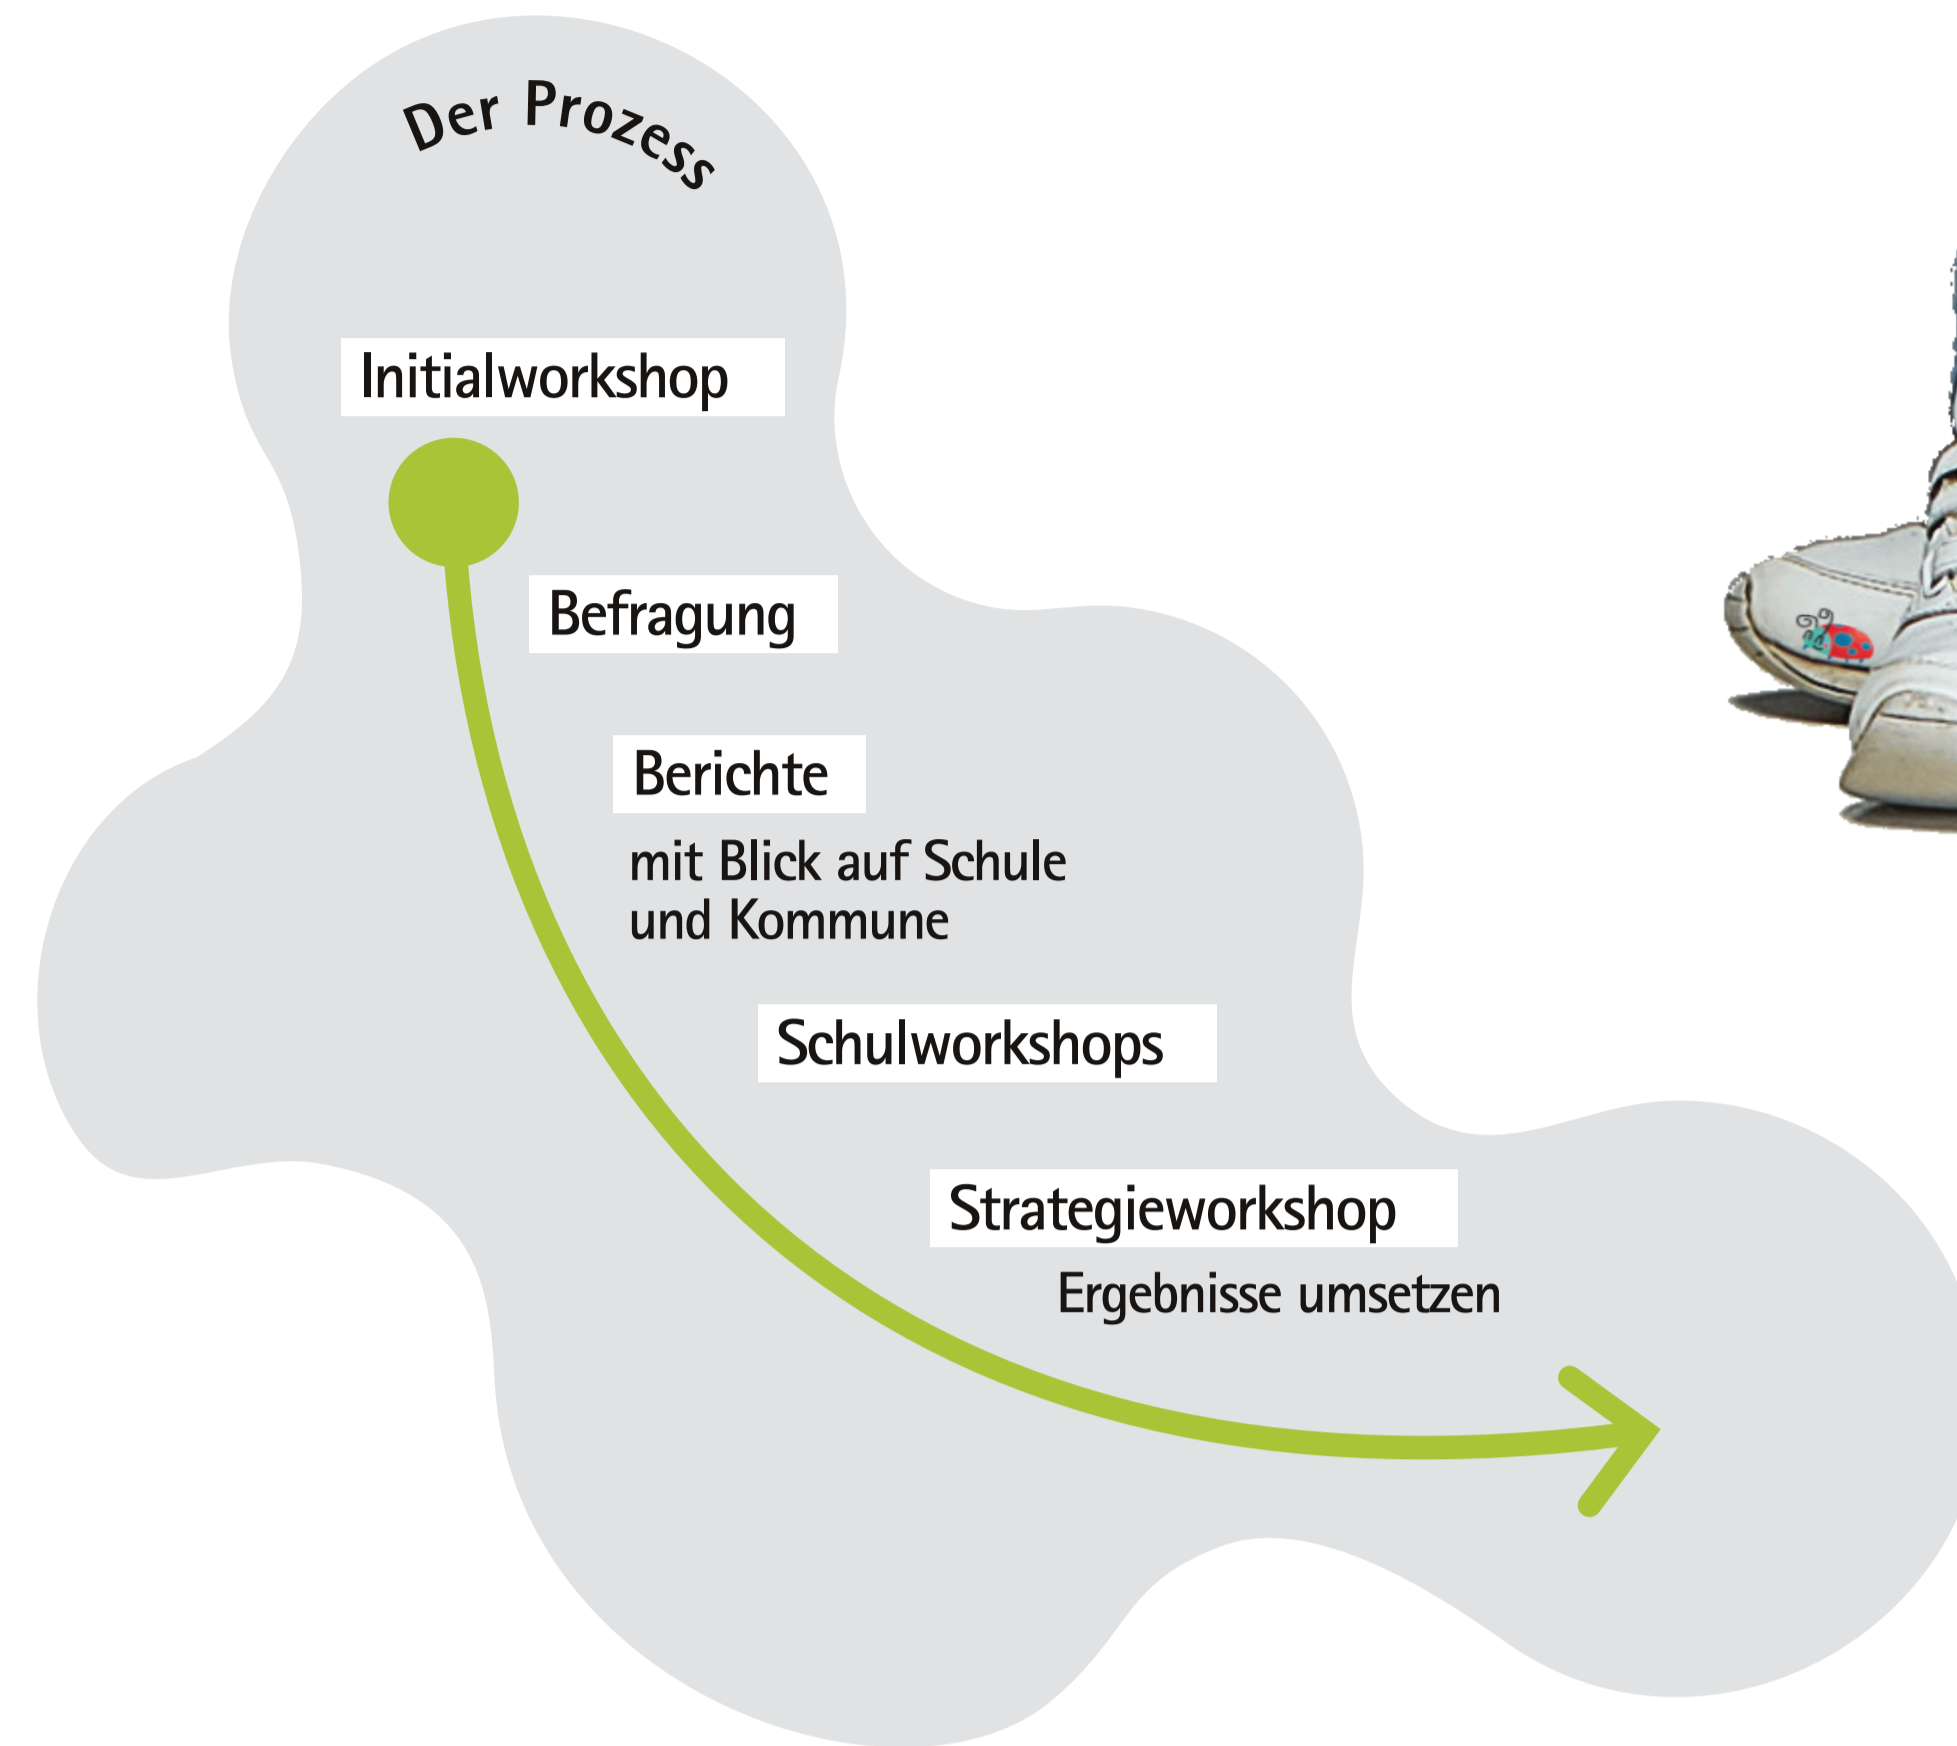 Der Prozess
Initialworkshop
Befragung
Berichte
mit Blick auf Schule
und Kommune
Schulworkshops
Strategieworkshop
Ergebnisse umsetzen